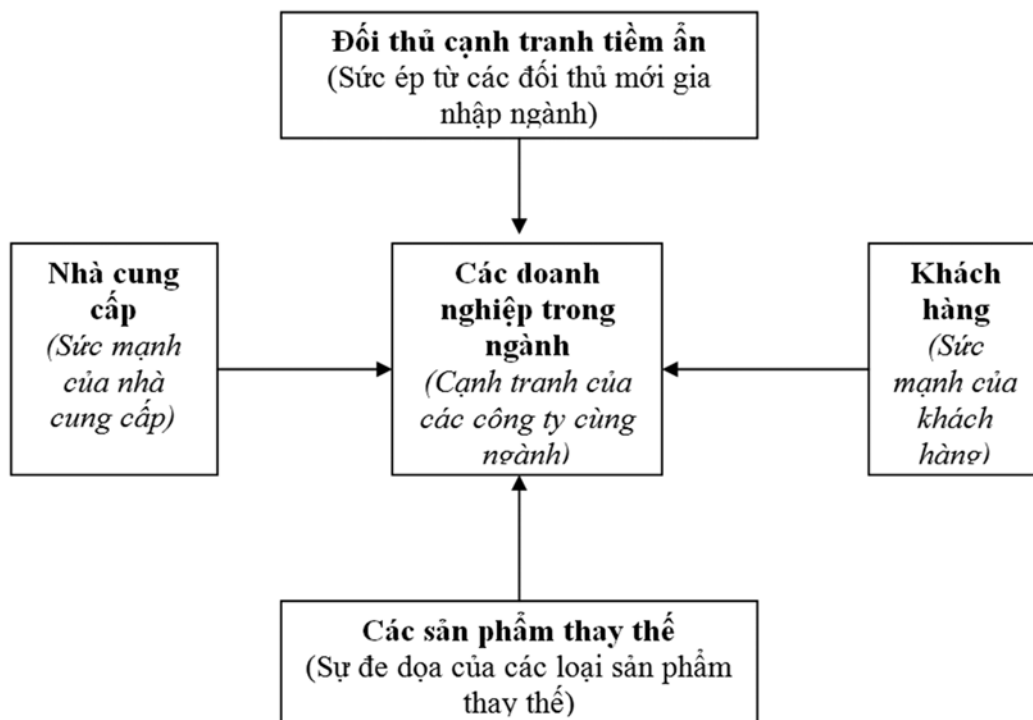 Đối thủ cạnh tranh tiềm ẩn
(Sức ép từ các đối thủ mới gia
nhập ngành)
Nhà cung
cấp
(Sức mạnh
của nhà
cung cấp)
Các doanh
nghiệp trong
ngành
(Cạnh tranh của
các công ty cùng
ngành)
Khách
hàng
(Sức
mạnh của
khách
hàng)
Các sản phẩm thay thế
(Sự đe dọa của các loại sản phẩm
thay thế)